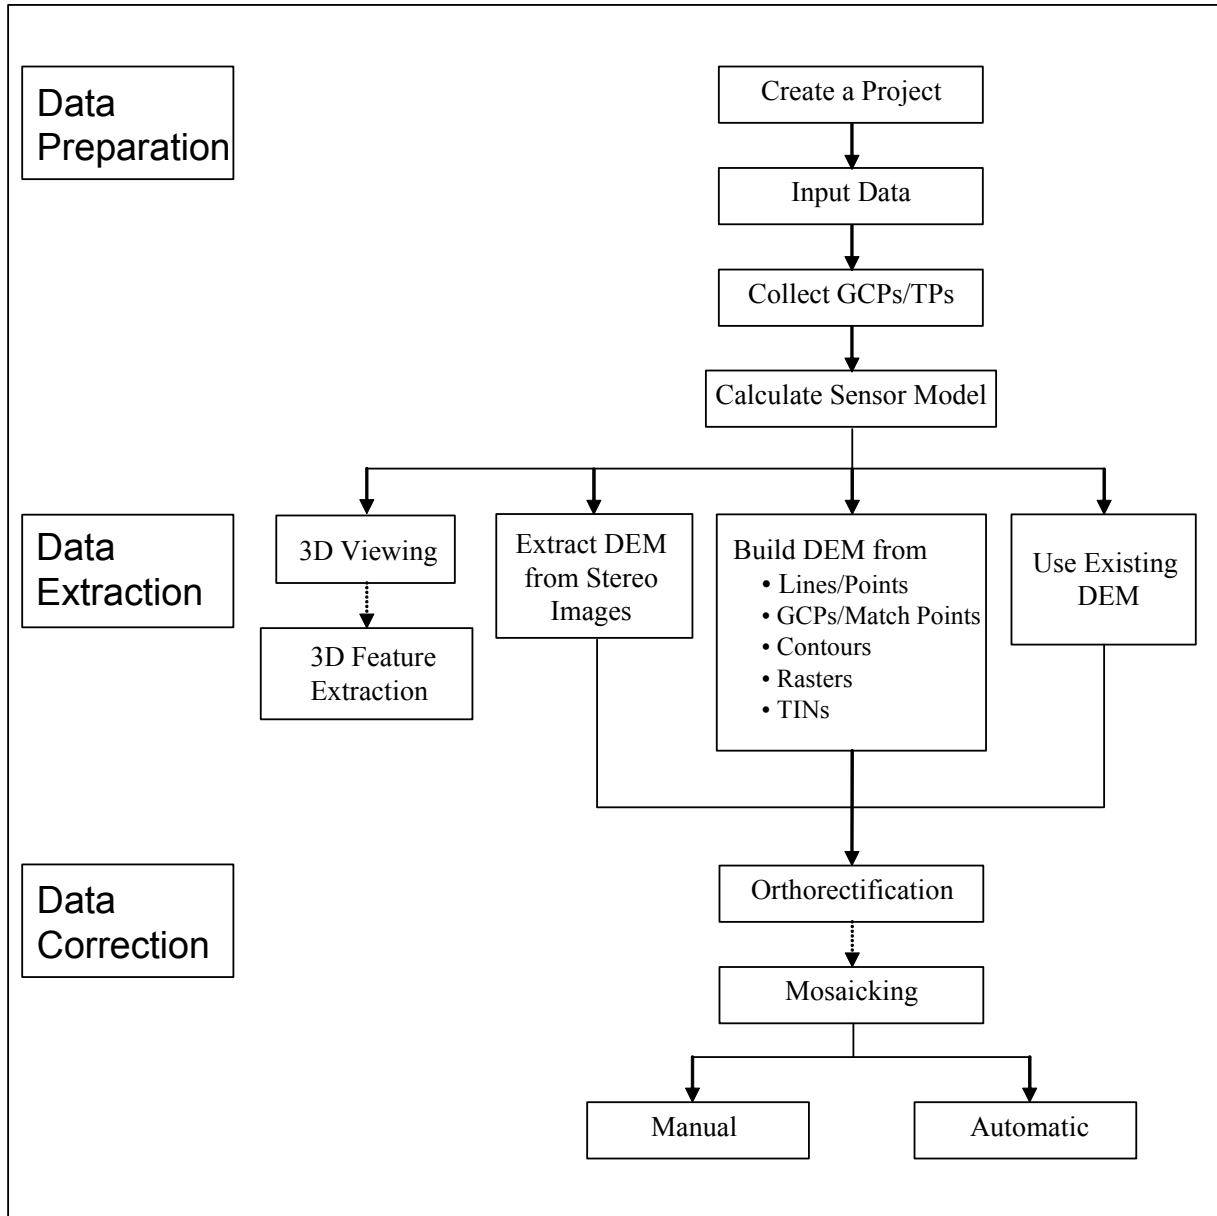 Data
Preparation
Create a Project
Input Data
Collect GCPs/TPs
Calculate Sensor Model
Data
Extraction
3D Viewing
3D Feature
Extraction
Extract DEM
from Stereo
Images
Build DEM from
• Lines/Points
• GCPs/Match Points
• Contours
• Rasters
• TINs
Use Existing
DEM
Data
Correction
Orthorectification
Mosaicking
Manual
Automatic